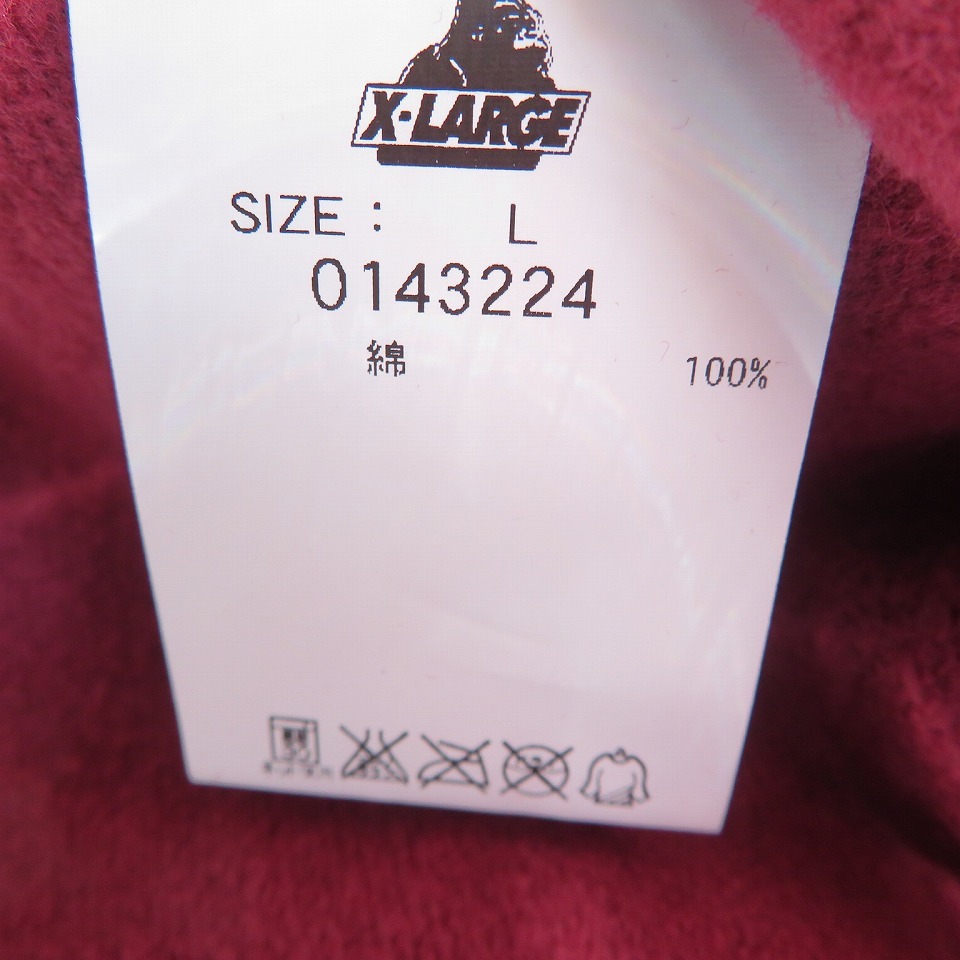 X-LARGE
SIZE : L
0143224
綿 100%